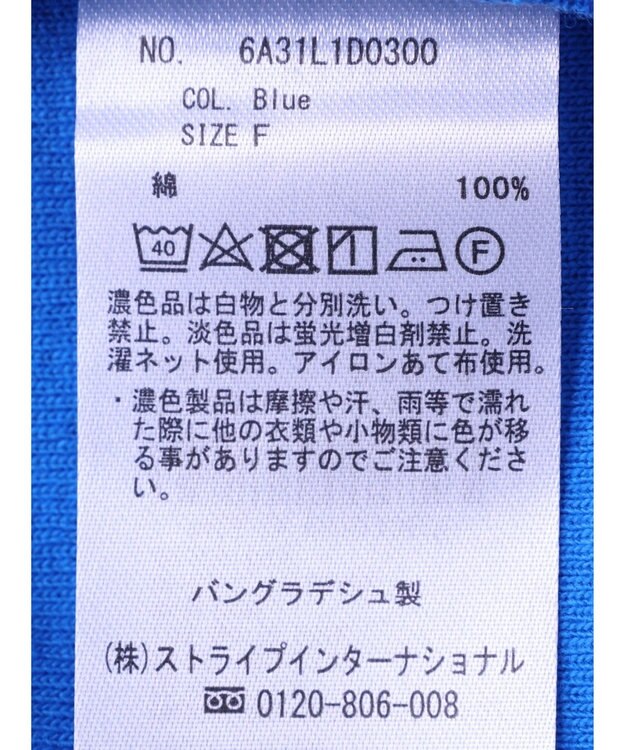 NO. 6A31L1D0300
COL. Blue
SIZE F
綿 100%
40 F
濃色品は白物と分別洗い。つけ置き
禁止。淡色品は蛍光増白剤禁止。洗
濯ネット使用。アイロンあて布使用。
・濃色製品は摩擦や汗、雨等で濡れ
た際に他の衣類や小物類に色が移
る事がありますのでご注意くださ
い。
バングラデシュ製
(株)ストライプインターナショナル
0120-806-008